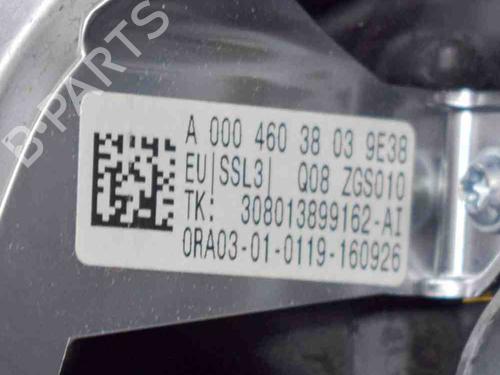 B-PARTS
A 000 460 38 03 9E38
EU|SSL3| Q08 ZGS010
TK: 308013899162-AI
0RA03-01-0119-160926